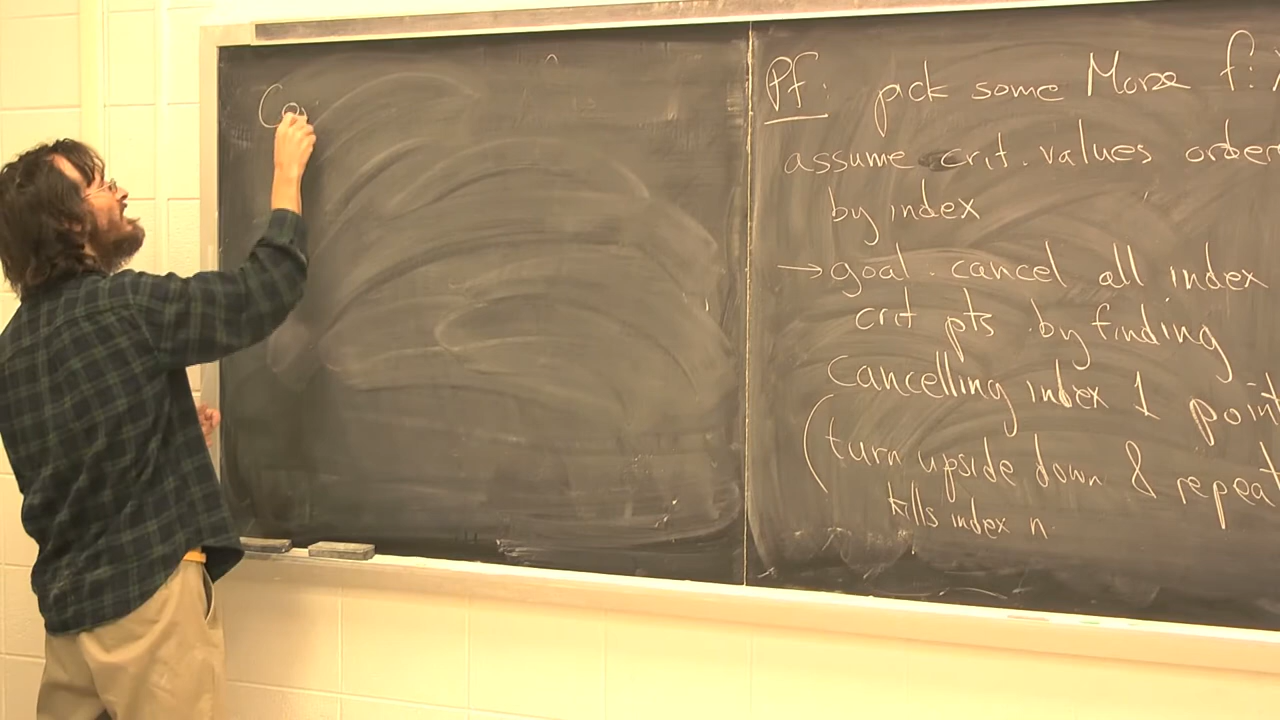 Co
Pf: pick some Morse f:
assume crit. values order
by index
→ goal. cancel all index
crit pts by finding
cancelling index 1 point
(turn upside down & repeat
kills index n.